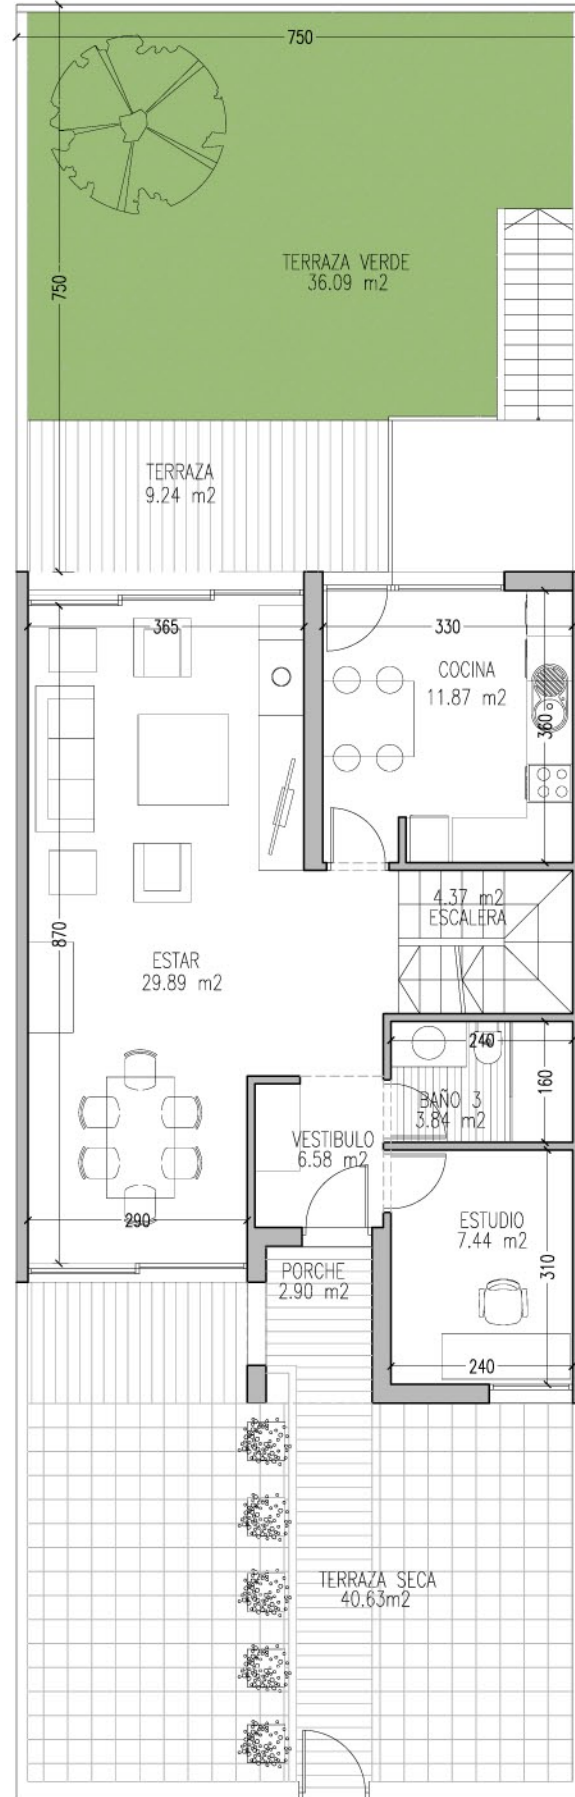 750
750
TERRAZA VERDE
36.09 m2
TERRAZA
9.24 m2
365
330
COCINA
11.87 m2
360
4.37 m2
ESCALERA
870
ESTAR
29.89 m2
240
160
BAÑO 3
3.84 m2
VESTIBULO
6.58 m2
290
ESTUDIO
7.44 m2
310
PORCHE
2.90 m2
240
TERRAZA SECA
40.63m2